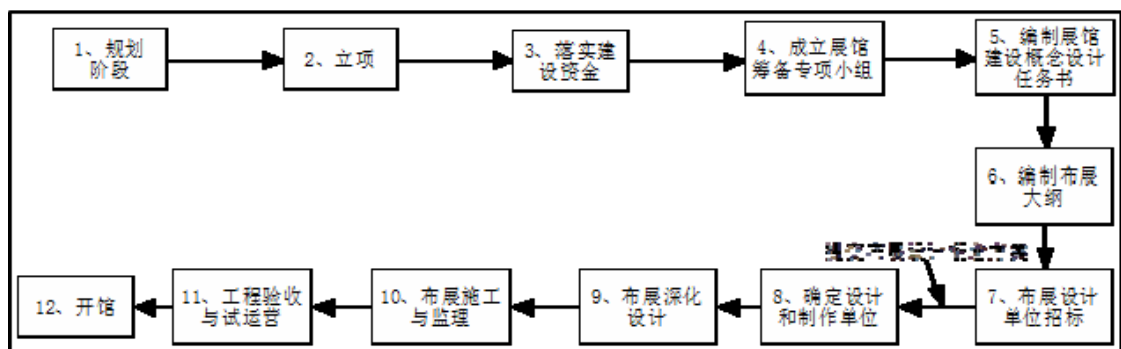 1、规划
阶段
2、立项
3、落实建
设资金
4、成立展馆
筹备专项小组
5、编制展馆
建设概念设计
任务书
6、编制布展
大纲
12、开馆
11、工程验收
与试运营
10、布展施工
与监理
9、布展深化
设计
8、确定设计
和制作单位
7、布展设计
单位招标